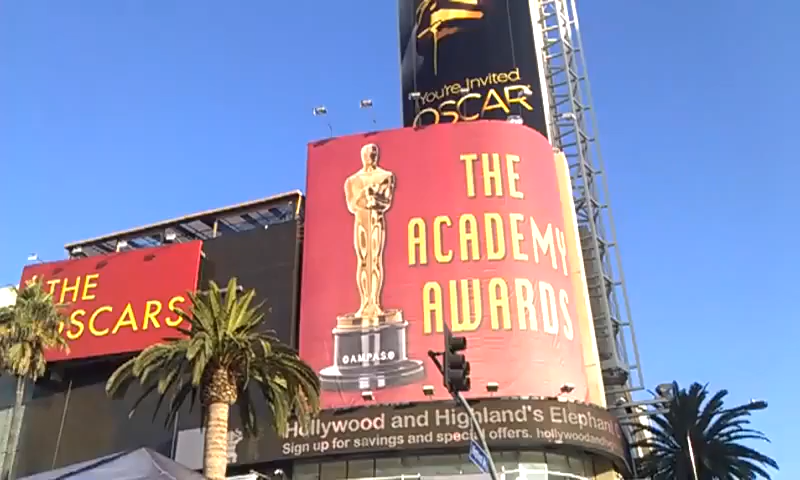 You're Invited
OSCAR
THE
ACADEMY
AWARDS
©A.M.P.A.S.®
THE
OSCARS
Hollywood and Highland's Elephant
Sign up for savings and special offers. hollywoodandhi